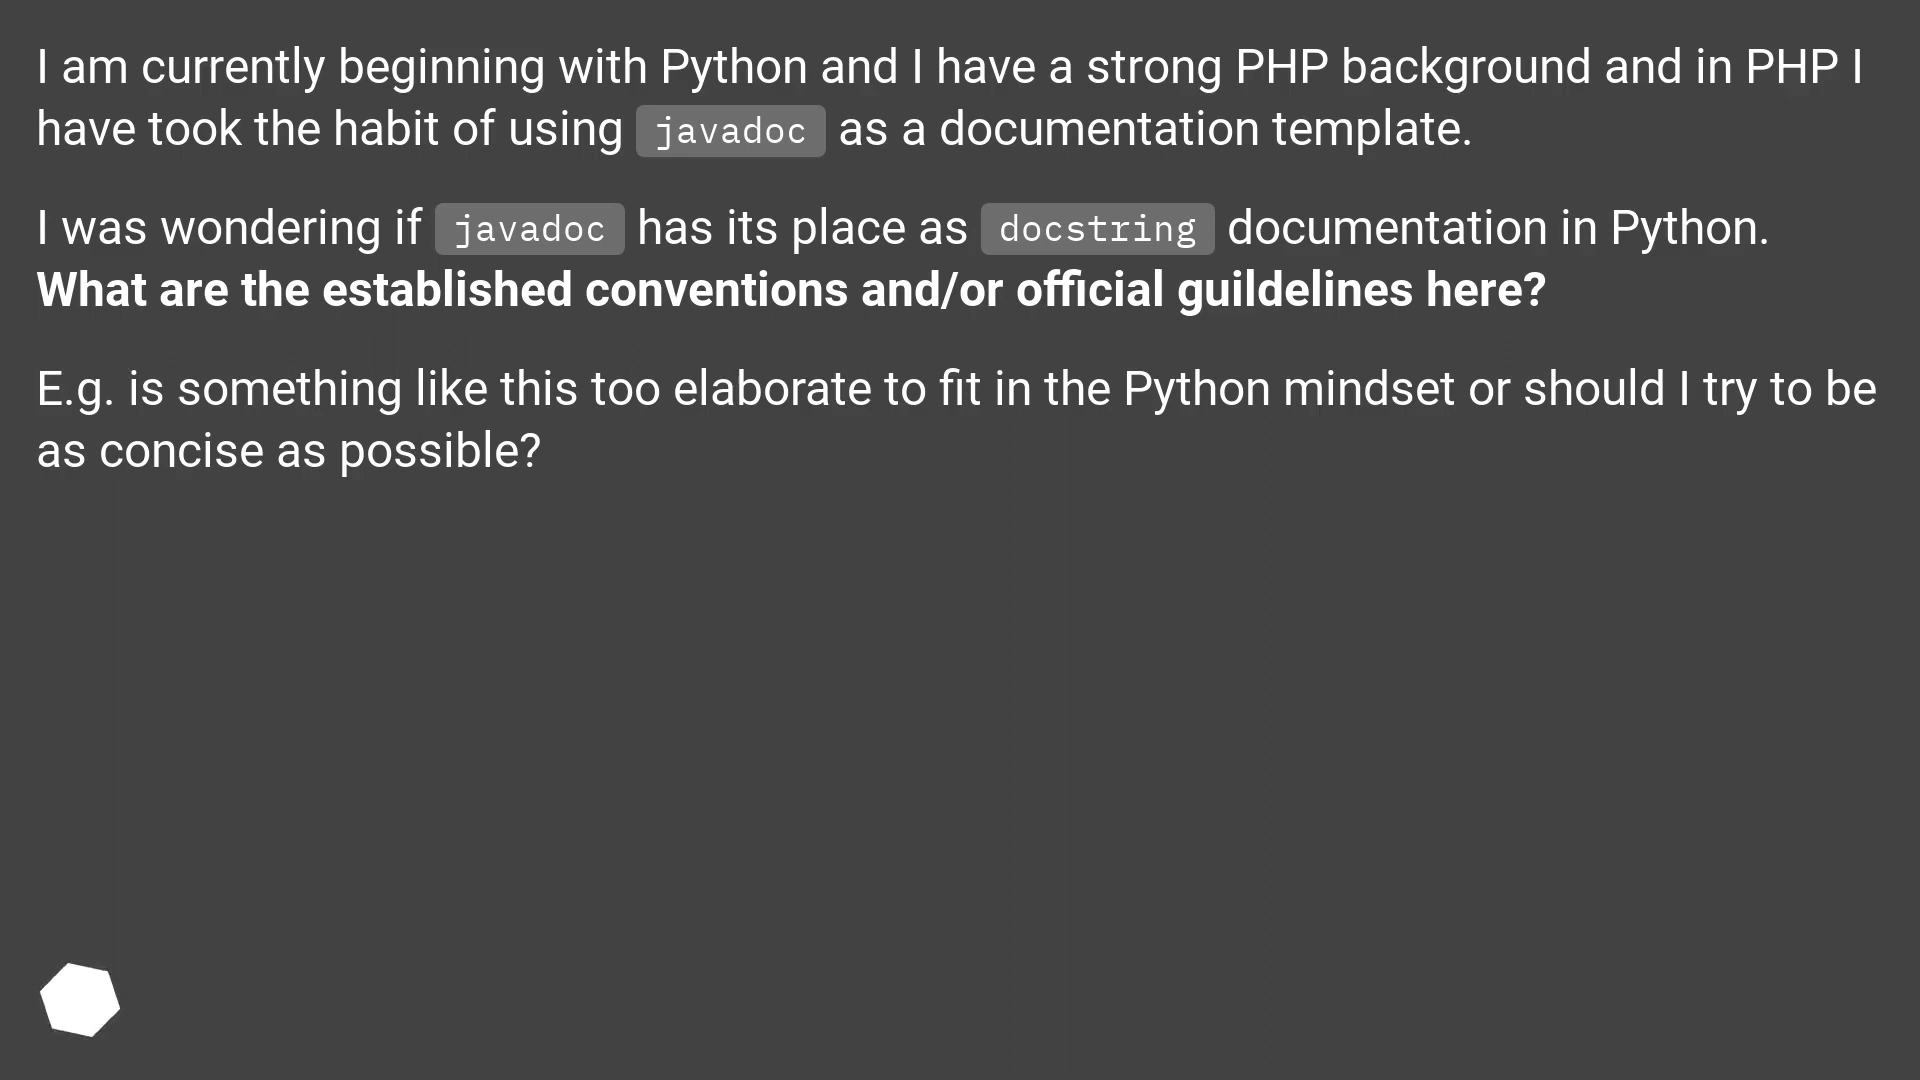 I am currently beginning with Python and I have a strong PHP background and in PHP I
have took the habit of using javadoc as a documentation template.
I was wondering if javadoc has its place as docstring documentation in Python.
What are the established conventions and/or official guildelines here?
E.g. is something like this too elaborate to fit in the Python mindset or should I try to be
as concise as possible?